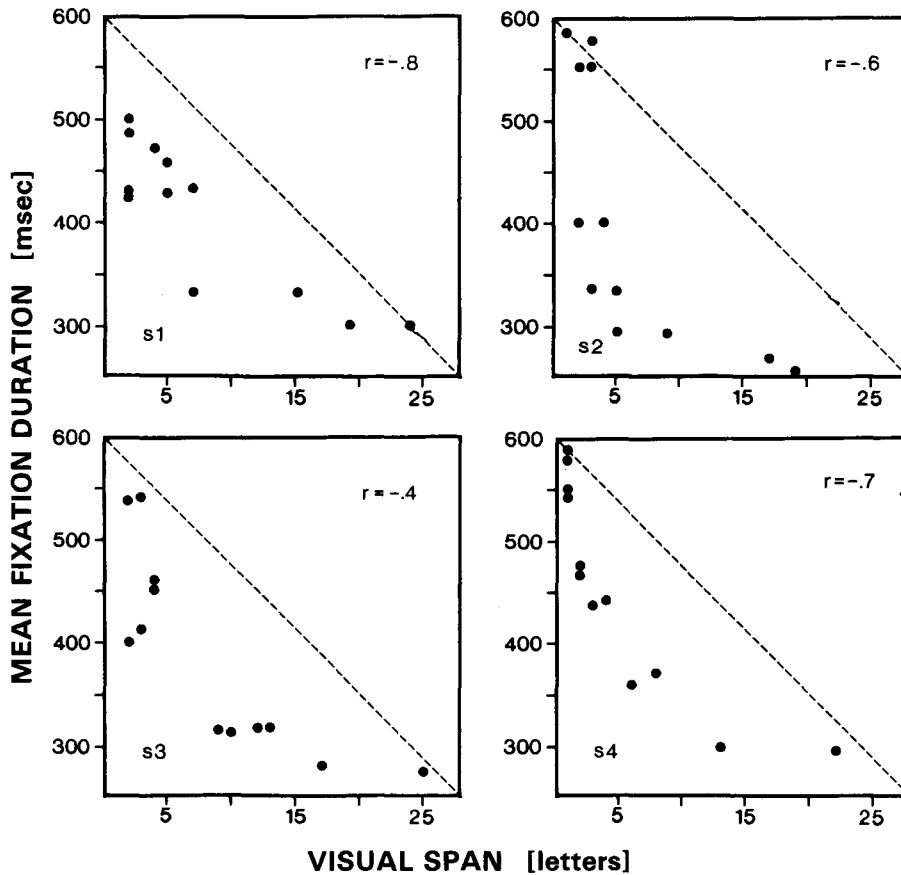 MEAN FIXATION DURATION [msec]
600
500
400
300
r=-.8
s1
5 15 25
600
500
400
300
r=-.6
s2
5 15 25
600
500
400
300
r=-.4
s3
5 15 25
600
500
400
300
r=-.7
s4
5 15 25
VISUAL SPAN [letters]